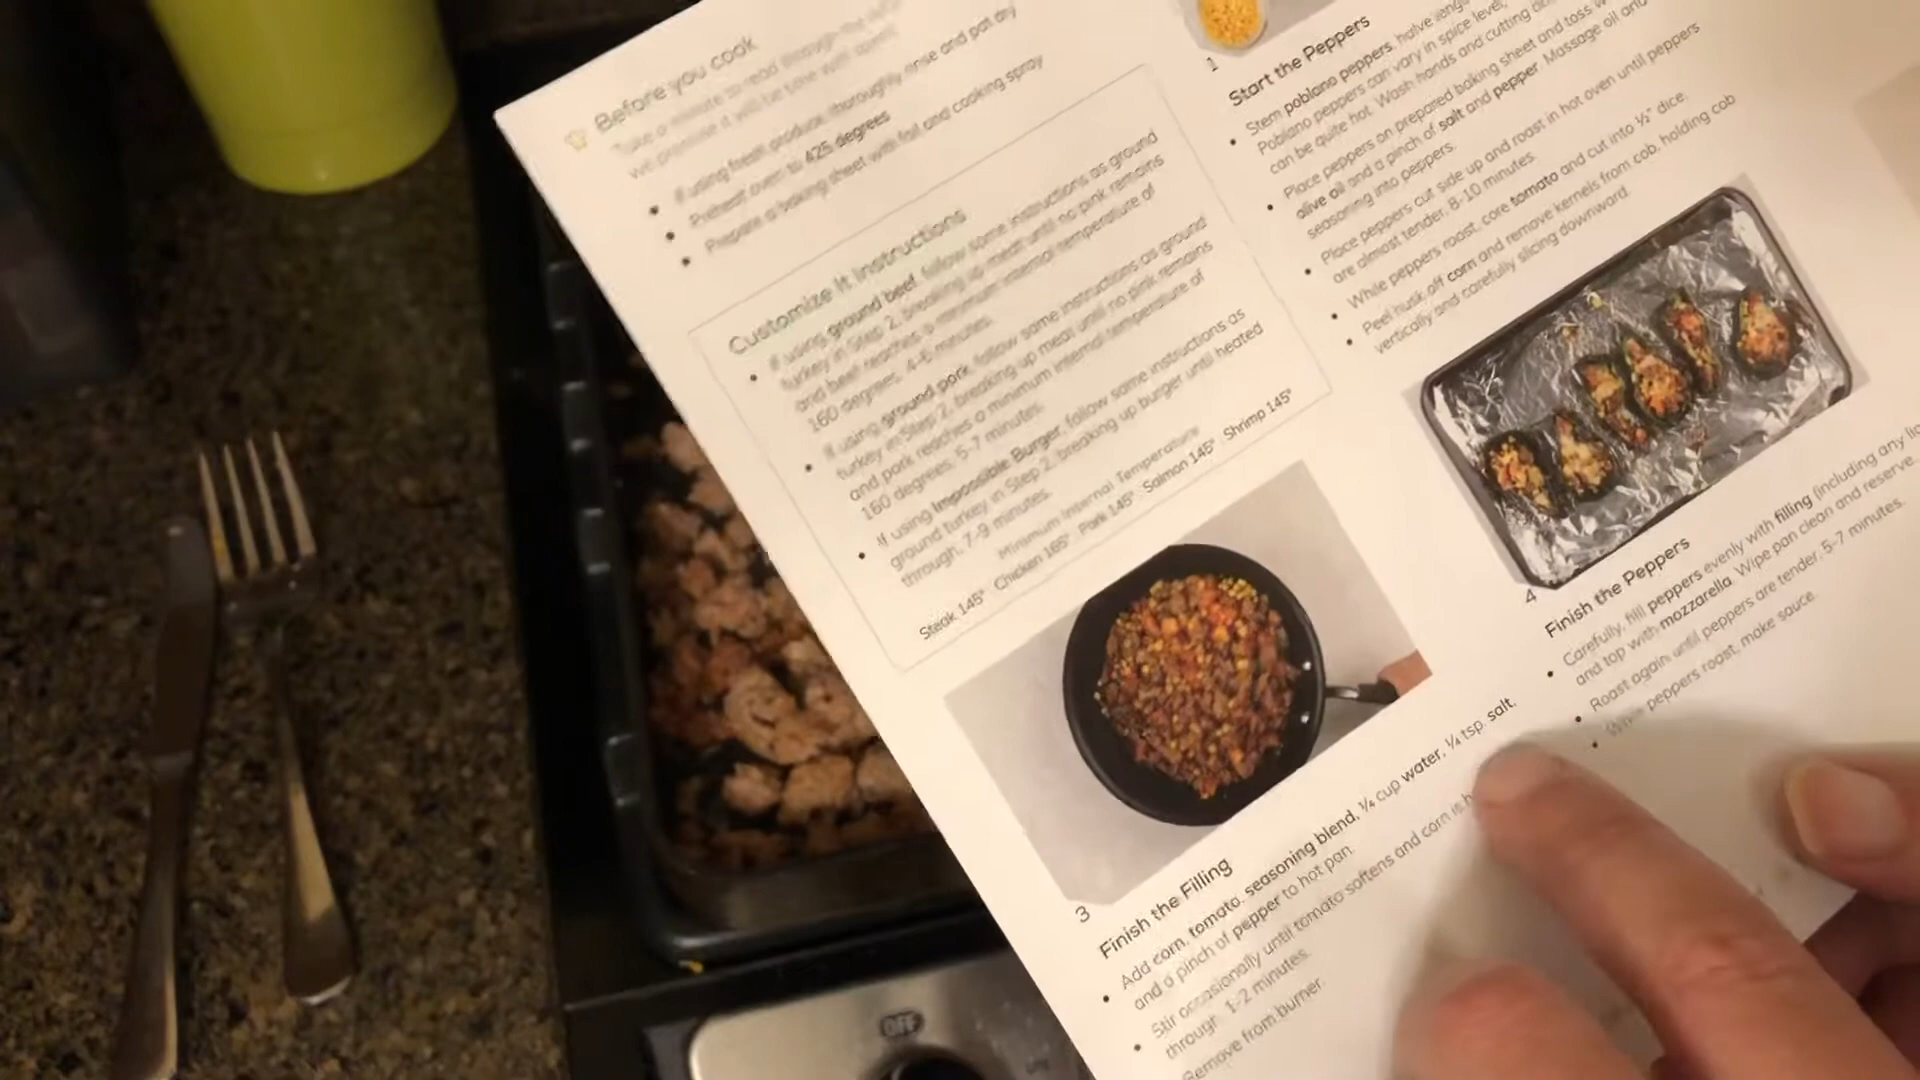 Before you cook
Take a minute to read through the
we promise it will be time well spent
If using fresh produce, thoroughly rinse and pat dry
Preheat oven to 425 degrees
Prepare a baking sheet with foil and cooking spray
Customize It Instructions
If using ground beef, follow same instructions as ground
turkey in Step 2, breaking up meat until no pink remains
and beef reaches a minimum internal temperature of
160 degrees, 4-6 minutes.
If using ground pork, follow same instructions as ground
turkey in Step 2, breaking up meat until no pink remains
and pork reaches a minimum internal temperature of
160 degrees, 5-7 minutes.
If using Impossible Burger, follow same instructions as
ground turkey in Step 2, breaking up burger until heated
through, 7-9 minutes.
Minimum Internal Temperature
Steak 145° Chicken 165° Pork 145° Salmon 145° Shrimp 145°
1
Start the Peppers
Stem poblano peppers, halve
Poblano peppers can vary in spice level,
can be quite hot. Wash hands and cutting
Place peppers on prepared baking sheet and toss
olive oil and a pinch of salt and pepper. Massage oil and
seasoning into peppers.
Place peppers cut side up and roast in hot oven until peppers
are almost tender, 8-10 minutes.
While peppers roast, core tomato and cut into ½" dice.
Peel husk off corn and remove kernels from cob, holding cob
vertically and carefully slicing downward.
3
Finish the Filling
Add corn, tomato, seasoning blend, ¼ cup water, ¼ tsp. salt,
and a pinch of pepper to hot pan.
Stir occasionally until tomato softens and corn is
through, 1-2 minutes.
Remove from burner.
4
Finish the Peppers
Carefully, fill peppers evenly with filling (including any
and top with mozzarella. Wipe pan clean and reserve.
Roast again until peppers are tender, 5-7 minutes.
While peppers roast, make sauce.
OFF